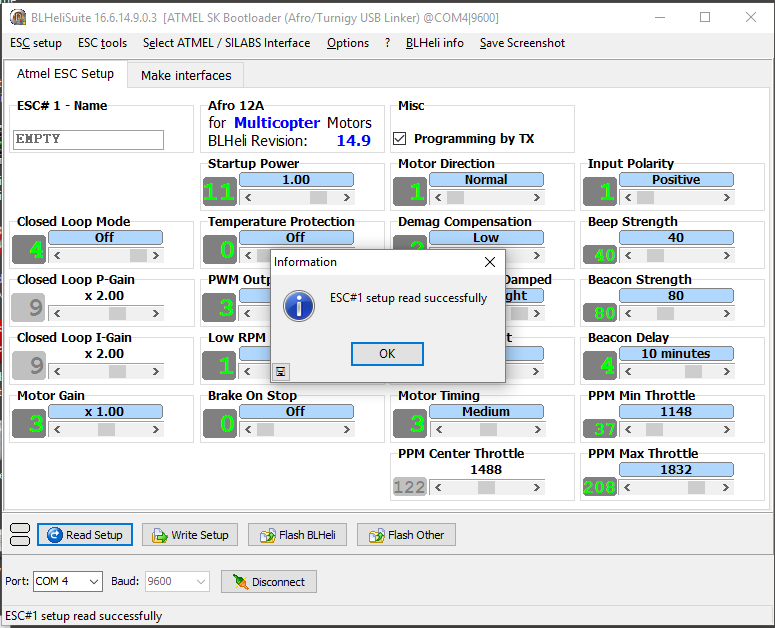 BLHeliSuite 16.6.14.9.0.3 [ATMEL SK Bootloader (Afro/Turnigy USB Linker) @COM4|9600]
ESC setup ESC tools Select ATMEL / SILABS Interface Options ? BLHeli info Save Screenshot
Atmel ESC Setup Make interfaces
ESC# 1 - Name
EMPTY
Afro 12A
for Multicopter Motors
BLHeli Revision: 14.9
Misc
Programming by TX
Startup Power
11 1.00
Motor Direction
1 Normal
Input Polarity
1 Positive
Closed Loop Mode
4 Off
Temperature Protection
0 Off
Demag Compensation
Low
Beep Strength
40 40
Closed Loop P-Gain
9 x 2.00
PWM Outp
3
Damped
ght
Beacon Strength
80 80
Closed Loop I-Gain
9 x 2.00
Low RPM
1
t
Beacon Delay
4 10 minutes
Motor Gain
3 x 1.00
Brake On Stop
0 Off
Motor Timing
3 Medium
PPM Min Throttle
37 1148
PPM Center Throttle
122 1488
PPM Max Throttle
208 1832
Information
ESC#1 setup read successfully
OK
Read Setup Write Setup Flash BLHeli Flash Other
Port: COM 4 Baud: 9600 Disconnect
ESC#1 setup read successfully